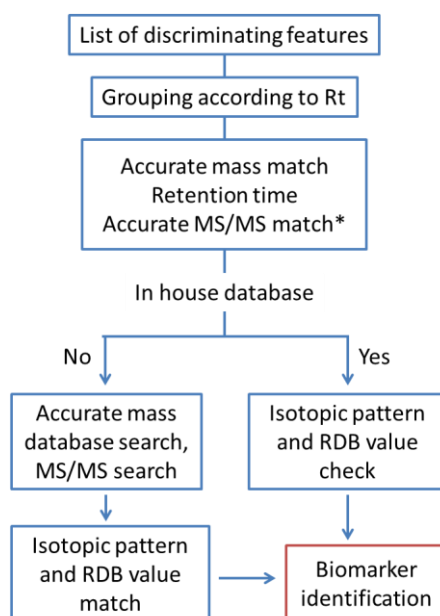 List of discriminating features
Grouping according to Rt
Accurate mass match
Retention time
Accurate MS/MS match*
In house database
No
Yes
Accurate mass
database search,
MS/MS search
Isotopic pattern
and RDB value
check
Isotopic pattern
and RDB value
match
Biomarker
identification